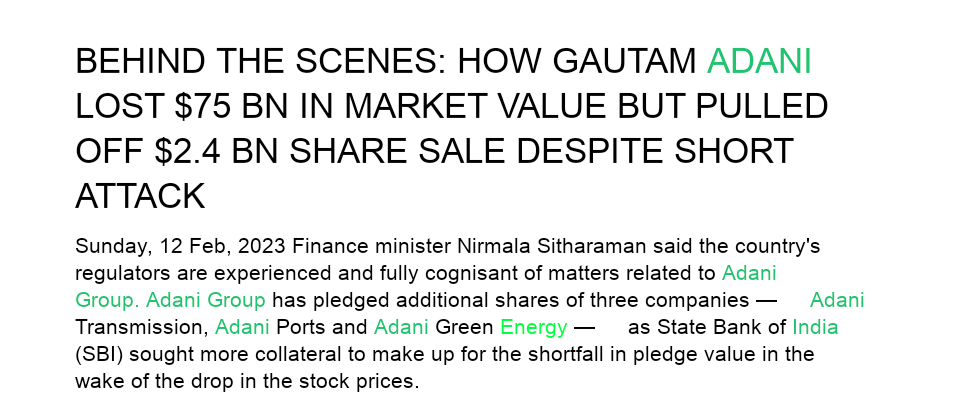 BEHIND THE SCENES: HOW GAUTAM ADANI
LOST $75 BN IN MARKET VALUE BUT PULLED
OFF $2.4 BN SHARE SALE DESPITE SHORT
ATTACK
Sunday, 12 Feb, 2023 Finance minister Nirmala Sitharaman said the country's
regulators are experienced and fully cognisant of matters related to Adani
Group. Adani Group has pledged additional shares of three companies — Adani
Transmission, Adani Ports and Adani Green Energy — as State Bank of India
(SBI) sought more collateral to make up for the shortfall in pledge value in the
wake of the drop in the stock prices.